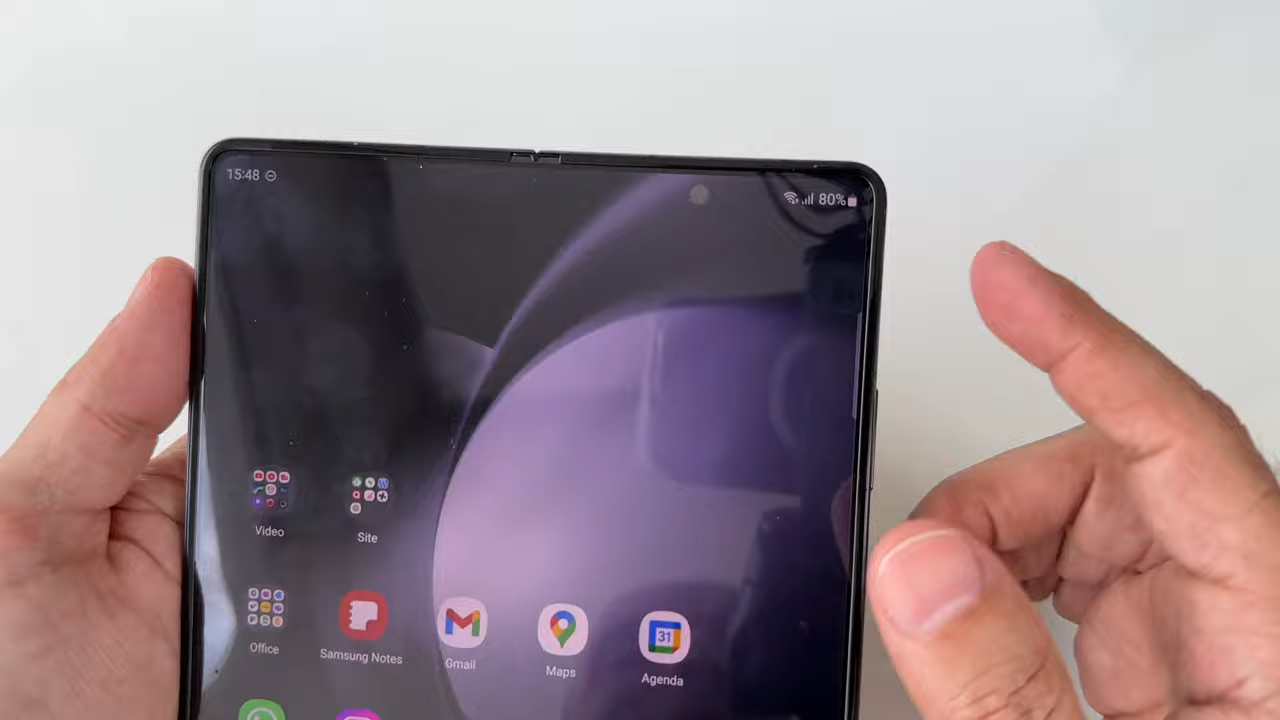 15:48
80%
Video
Site
Office
Samsung Notes
Gmail
31
Maps
Agenda